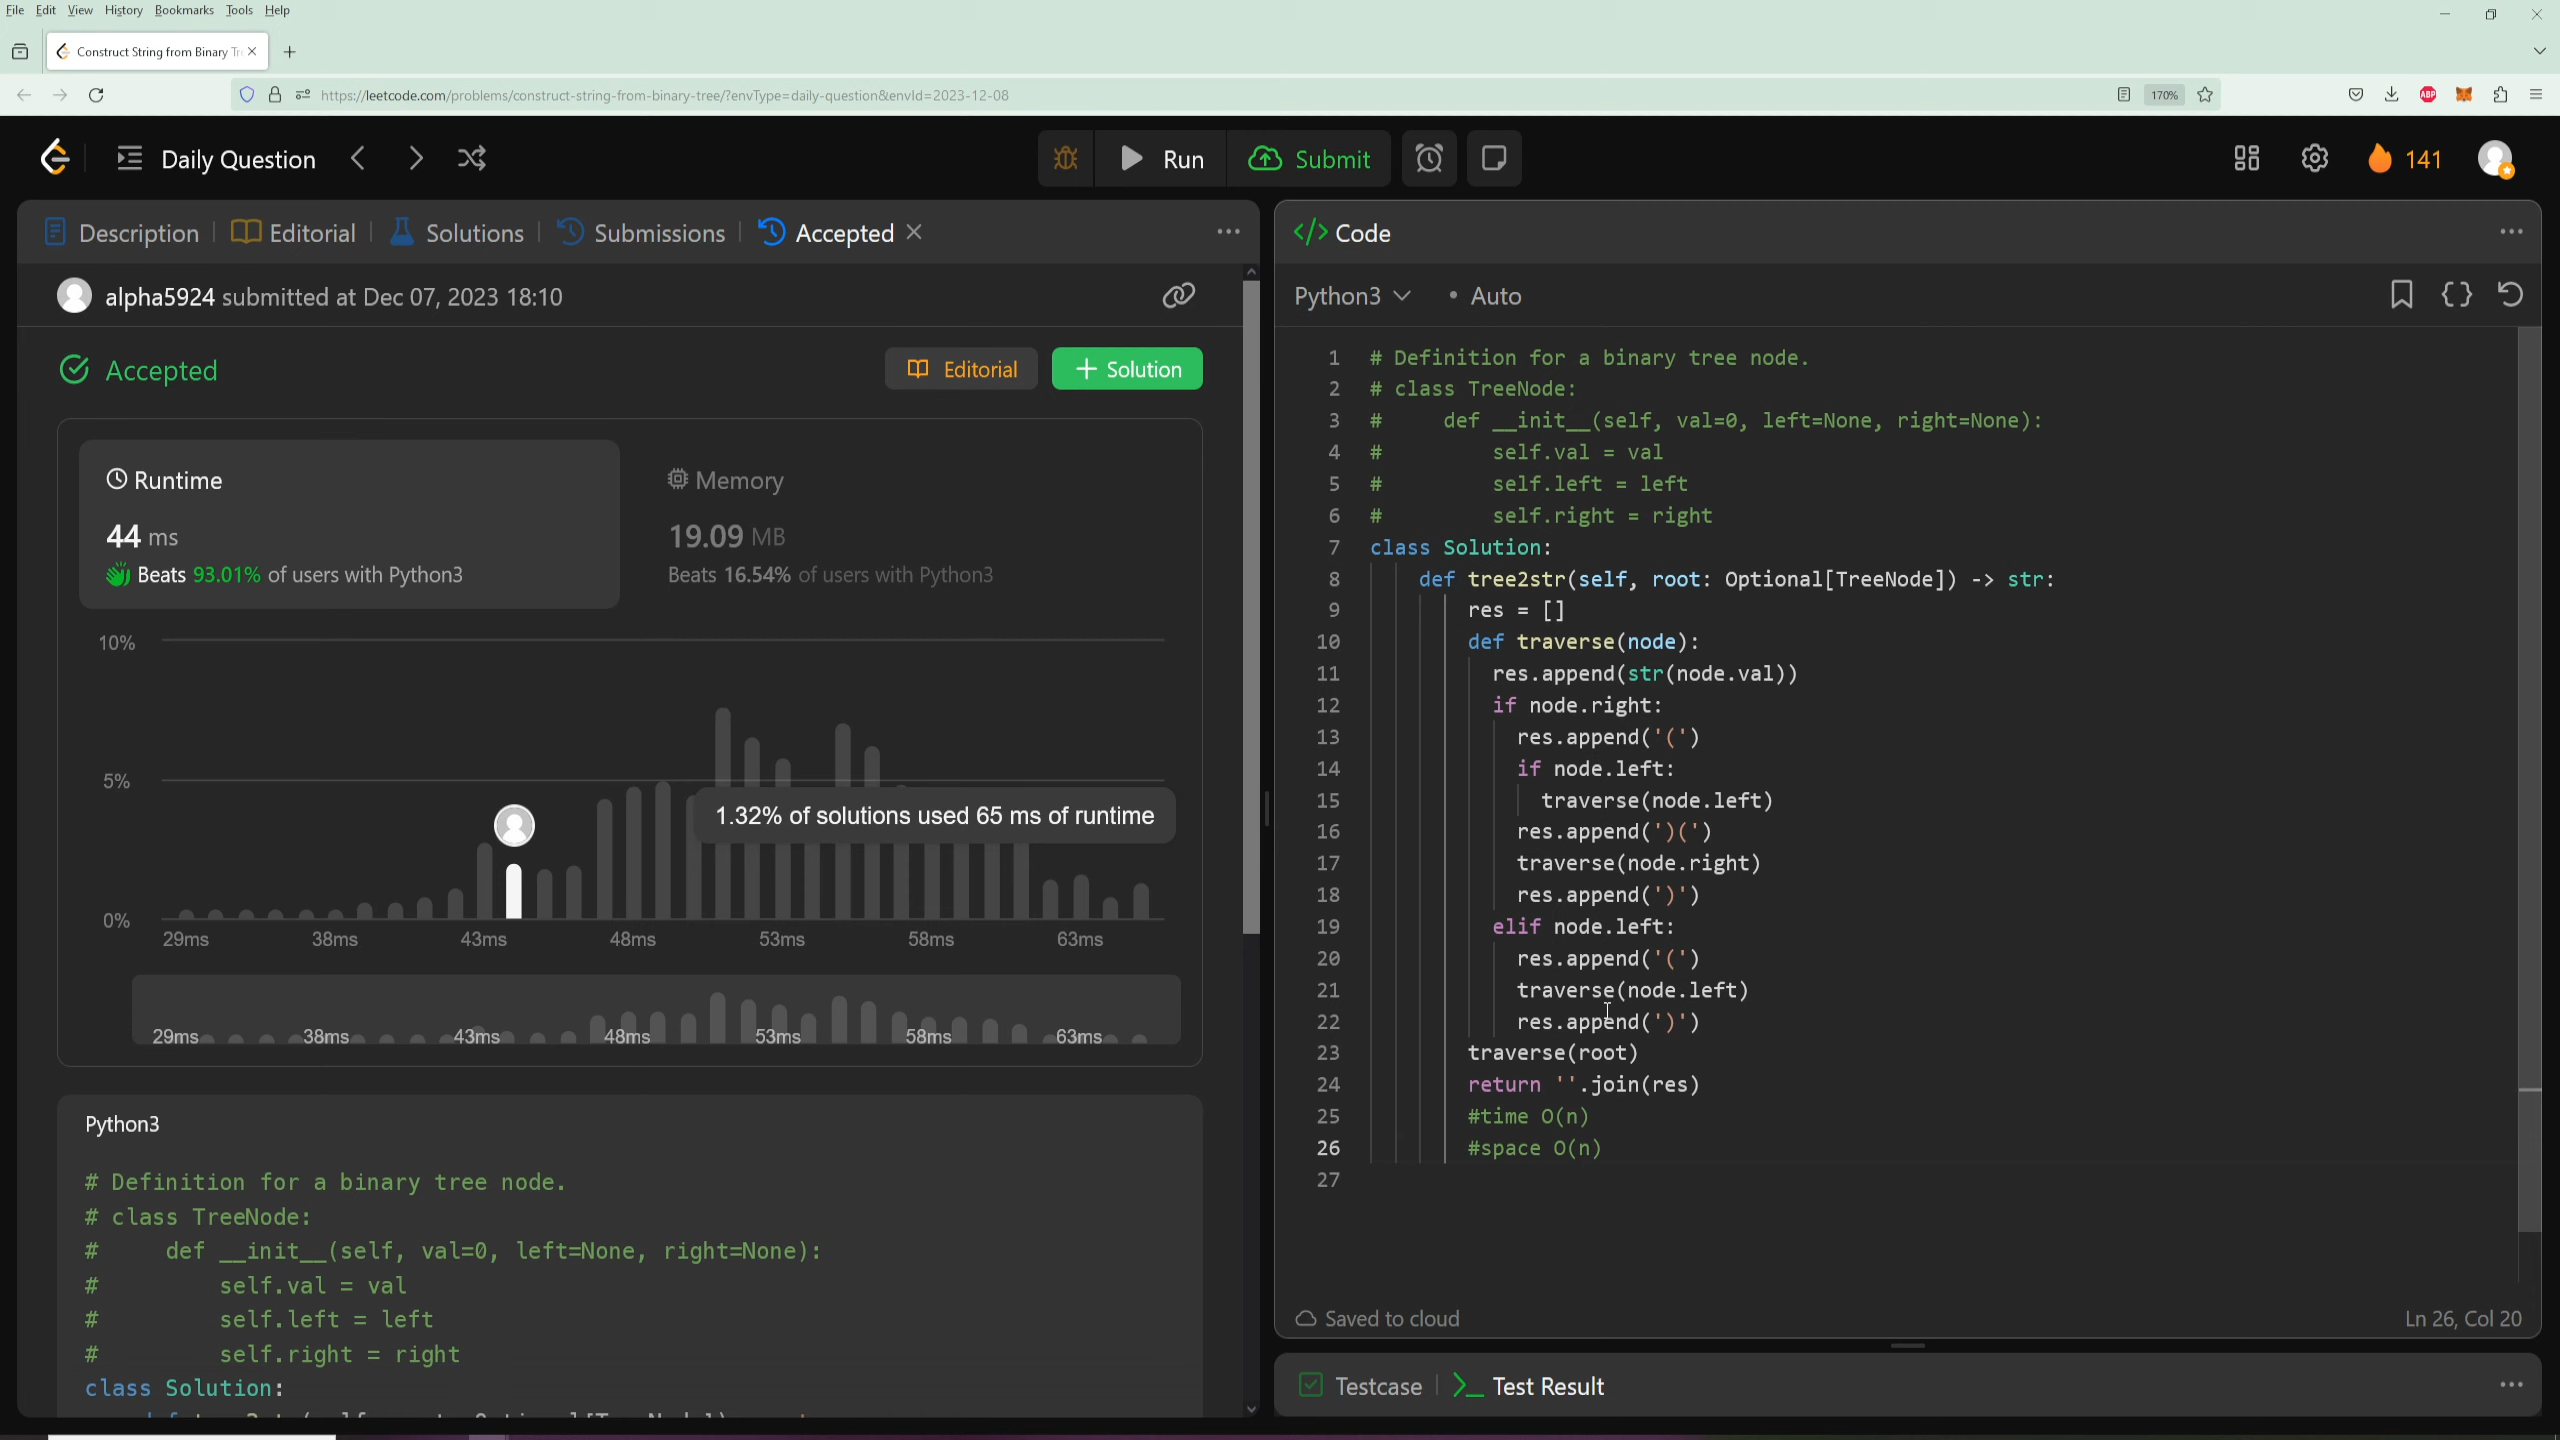 File Edit View History Bookmarks Tools Help
Construct String from Binary Tr
https://leetcode.com/problems/construct-string-from-binary-tree/?envType=daily-question&envId=2023-12-08
170%
ABP
Daily Question
Run
Submit
141
Description
Editorial
Solutions
Submissions
Accepted
alpha5924 submitted at Dec 07, 2023 18:10
Accepted
Editorial
Solution
Runtime
44 ms
Beats 93.01% of users with Python3
Memory
19.09 MB
Beats 16.54% of users with Python3
10%
5%
0%
1.32% of solutions used 65 ms of runtime
29ms 38ms 43ms 48ms 53ms 58ms 63ms
29ms 38ms 43ms 48ms 53ms 58ms 63ms
Python3
# Definition for a binary tree node.
# class TreeNode:
#     def __init__(self, val=0, left=None, right=None):
#         self.val = val
#         self.left = left
#         self.right = right
class Solution:
Code
Python3
• Auto
1 # Definition for a binary tree node.
2 # class TreeNode:
3 #     def __init__(self, val=0, left=None, right=None):
4 #         self.val = val
5 #         self.left = left
6 #         self.right = right
7 class Solution:
8     def tree2str(self, root: Optional[TreeNode]) -> str:
9         res = []
10         def traverse(node):
11           res.append(str(node.val))
12           if node.right:
13             res.append('(')
14             if node.left:
15               traverse(node.left)
16             res.append(')(')
17             traverse(node.right)
18             res.append(')')
19           elif node.left:
20             res.append('(')
21             traverse(node.left)
22             res.append(')')
23         traverse(root)
24         return ''.join(res)
25         #time O(n)
26         #space O(n)
27
Saved to cloud
Ln 26, Col 20
Testcase
Test Result